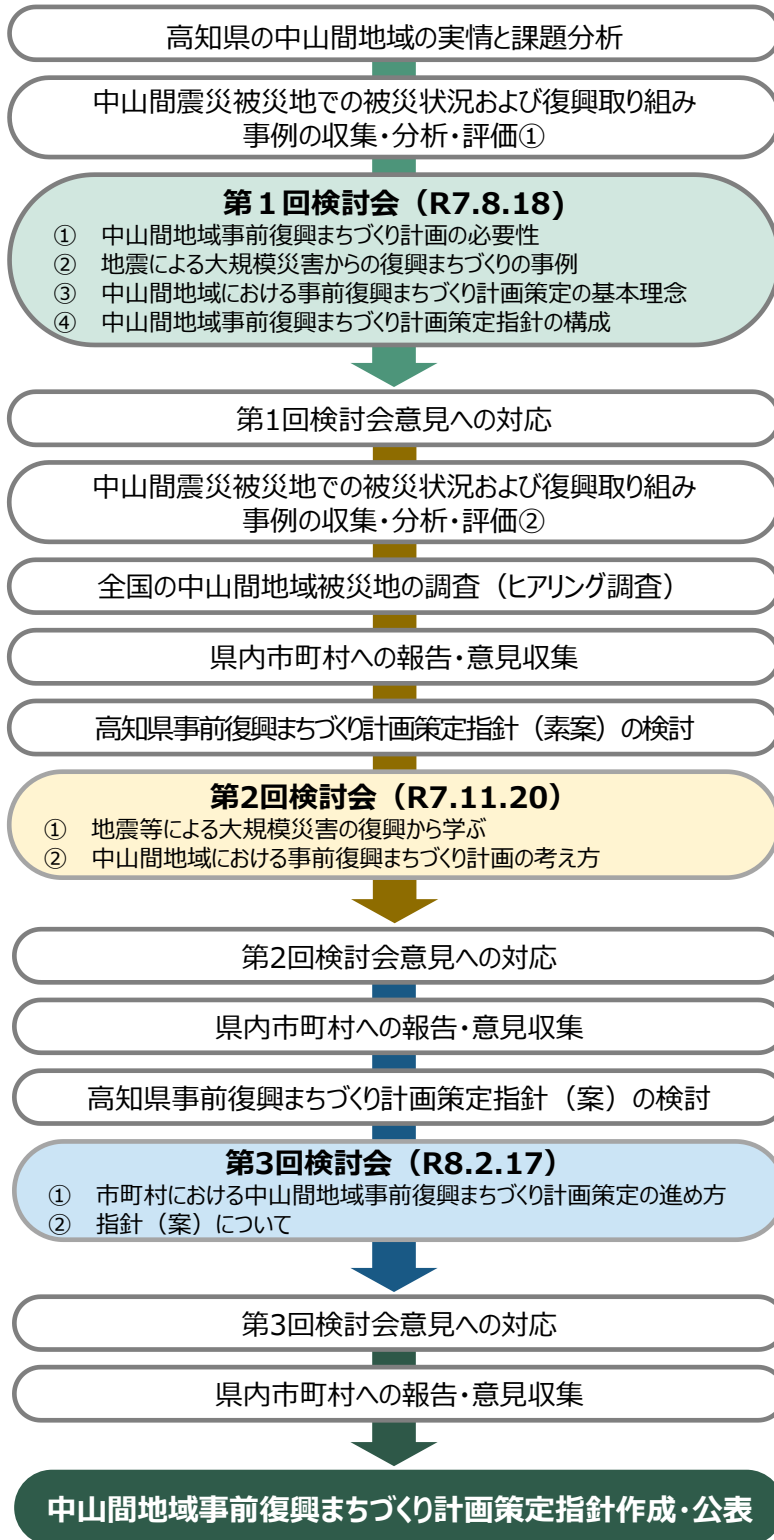 高知県の中山間地域の実情と課題分析
中山間震災被災地での被災状況および復興取り組み
事例の収集・分析・評価①
第１回検討会（R7.8.18)
① 中山間地域事前復興まちづくり計画の必要性
② 地震による大規模災害からの復興まちづくりの事例
③ 中山間地域における事前復興まちづくり計画策定の基本理念
④ 中山間地域事前復興まちづくり計画策定指針の構成
第1回検討会意見への対応
中山間震災被災地での被災状況および復興取り組み
事例の収集・分析・評価②
全国の中山間地域被災地の調査（ヒアリング調査）
県内市町村への報告・意見収集
高知県事前復興まちづくり計画策定指針（素案）の検討
第2回検討会（R7.11.20）
① 地震等による大規模災害の復興から学ぶ
② 中山間地域における事前復興まちづくり計画の考え方
第2回検討会意見への対応
県内市町村への報告・意見収集
高知県事前復興まちづくり計画策定指針（案）の検討
第3回検討会（R8.2.17）
① 市町村における中山間地域事前復興まちづくり計画策定の進め方
② 指針（案）について
第3回検討会意見への対応
県内市町村への報告・意見収集
中山間地域事前復興まちづくり計画策定指針作成・公表